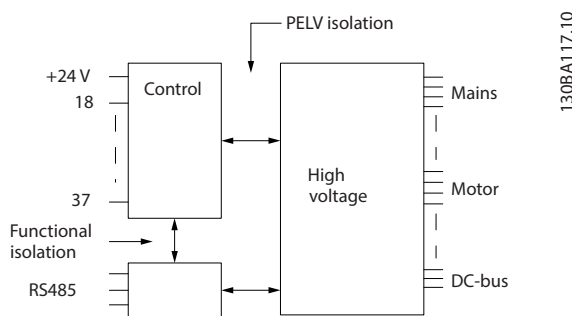 PELV isolation
130BA117.10
+24 V
18
37
Control
High
voltage
Mains
Motor
DC-bus
Functional
isolation
RS485